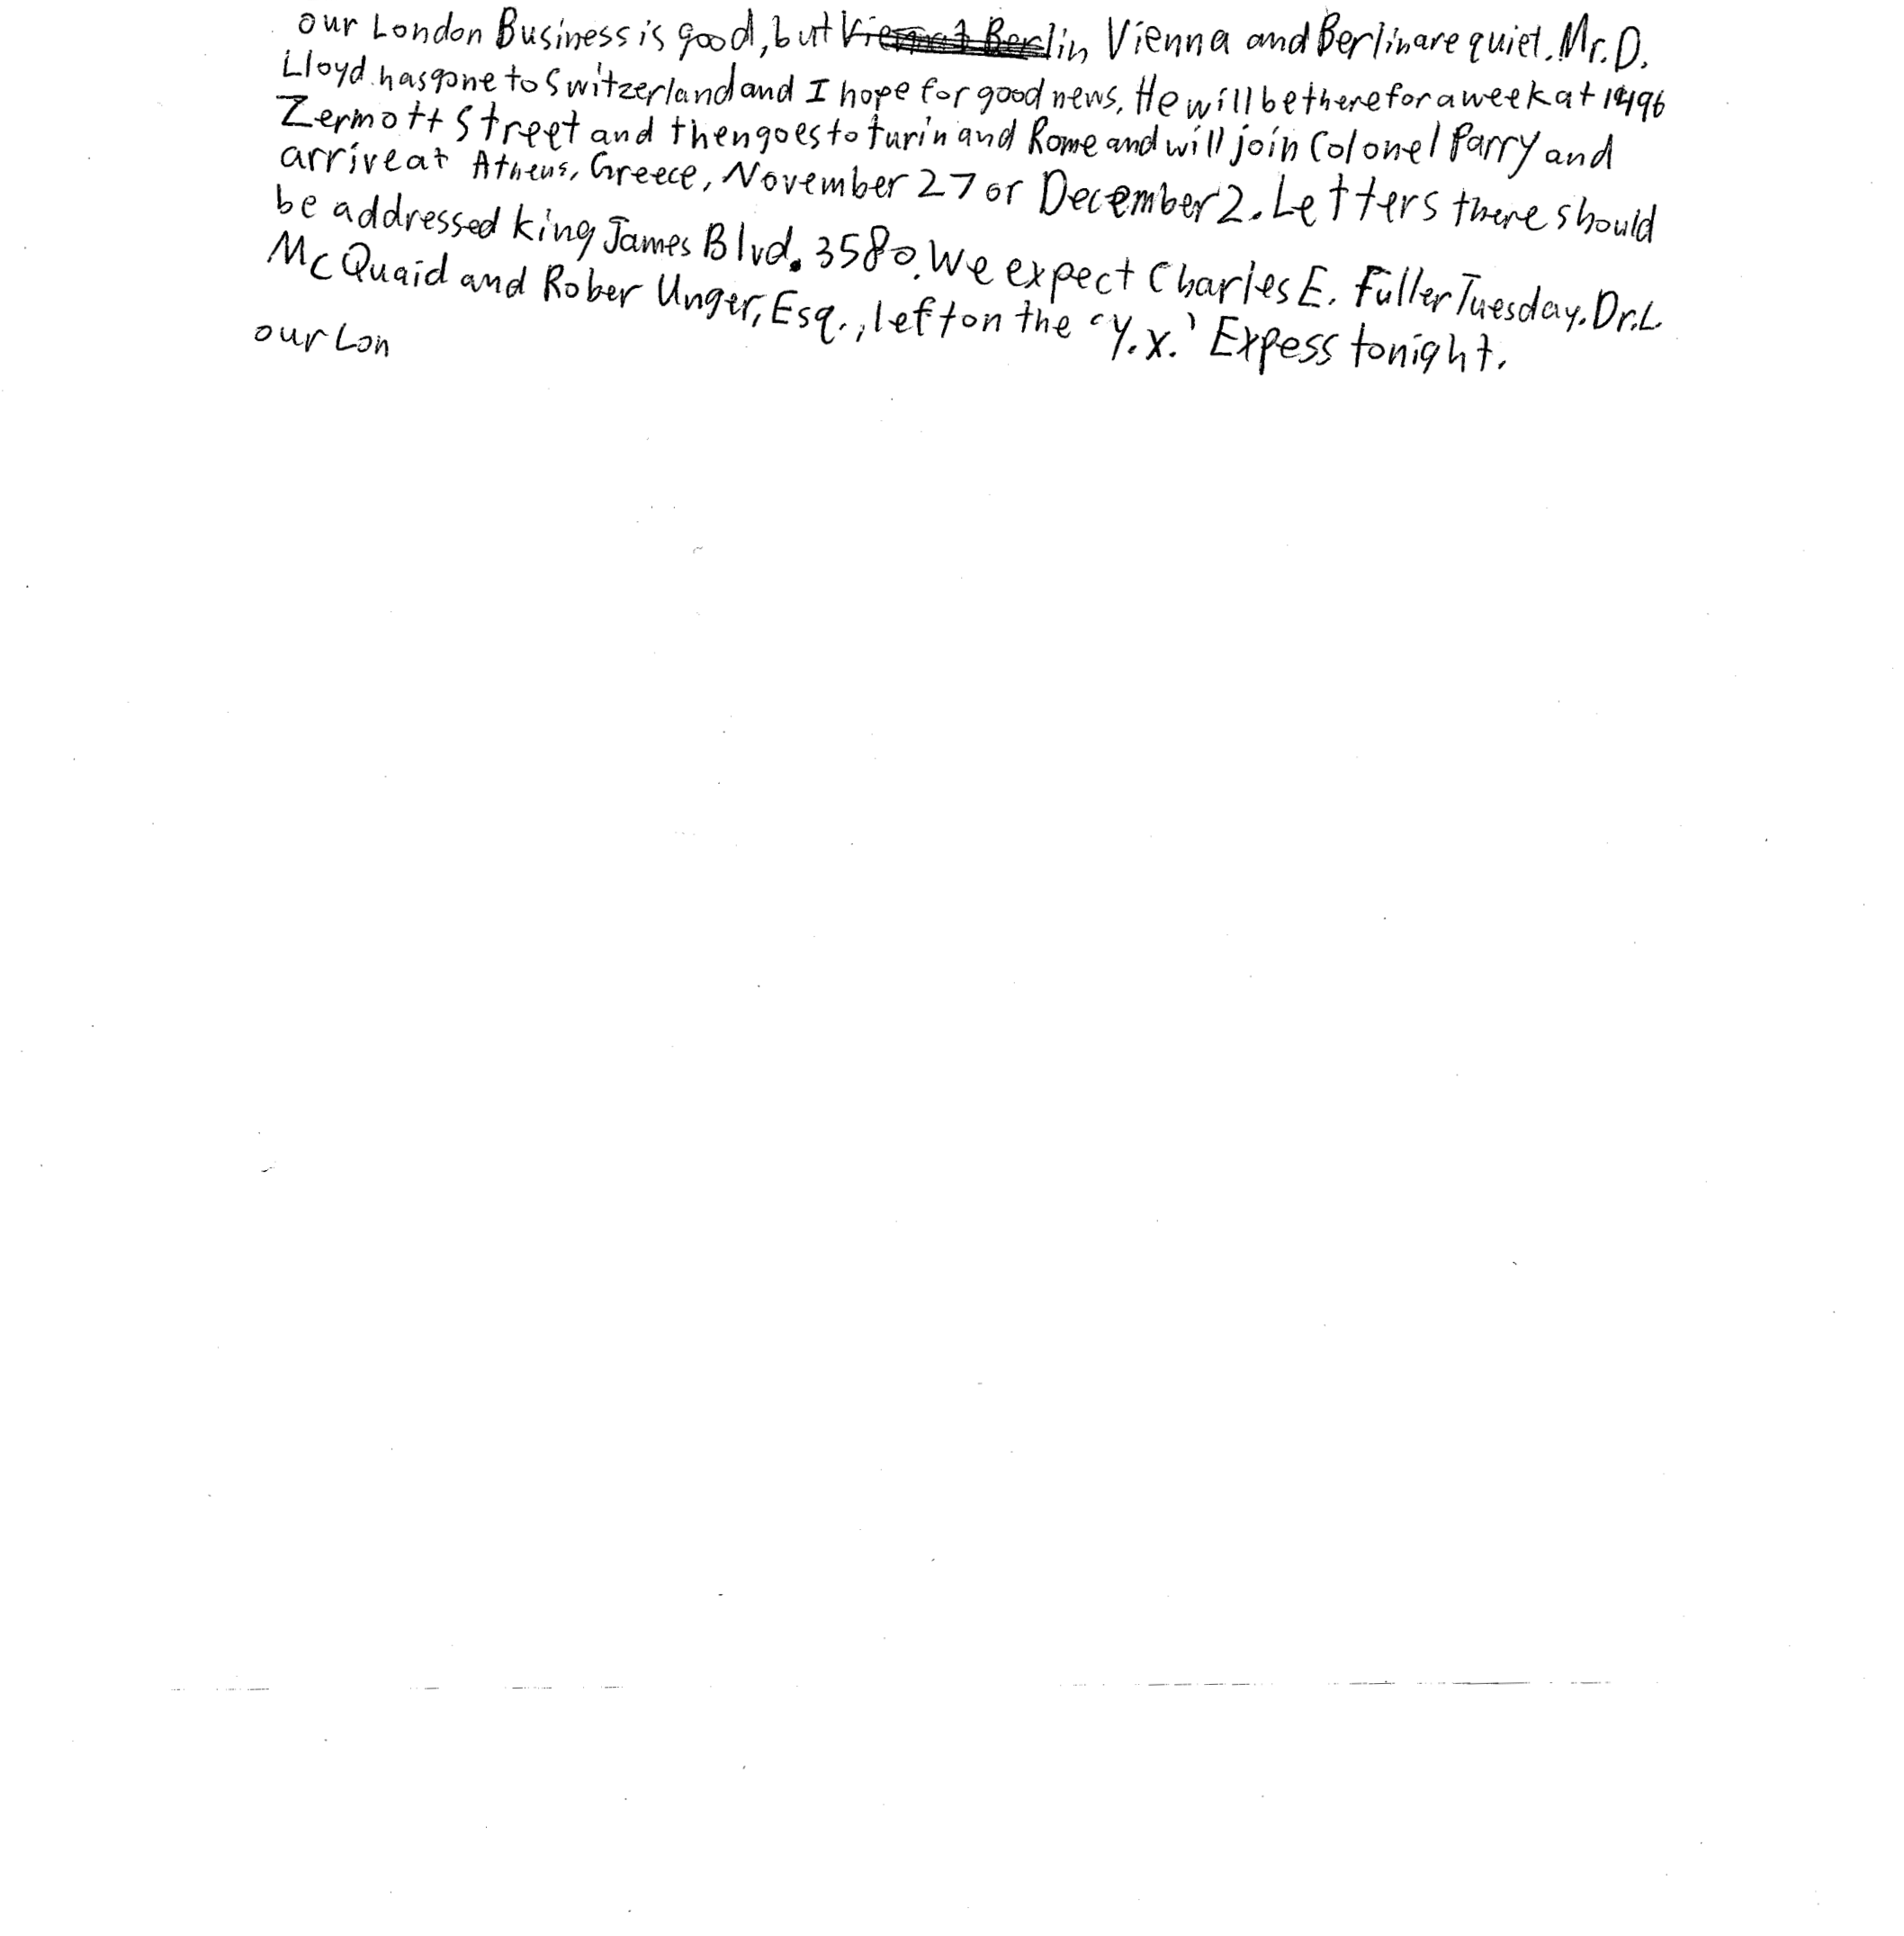 our London Business is good, but Vienna and Berlin are quiet. Mr. D.
Lloyd has gone to Switzerland and I hope for good news. He will be there for a week at 1496
Zermott Street and then goes to turin and Rome and will join Colonel Parry and
arrive at Athens, Greece, November 27 or December 2. Letters there should
be addressed king James Blvd. 3580. We expect Charles E. Fuller Tuesday. Dr. L.
McQuaid and Rober Unger, Esq., left on the 'Y.X.' Expess tonight.
our Lon